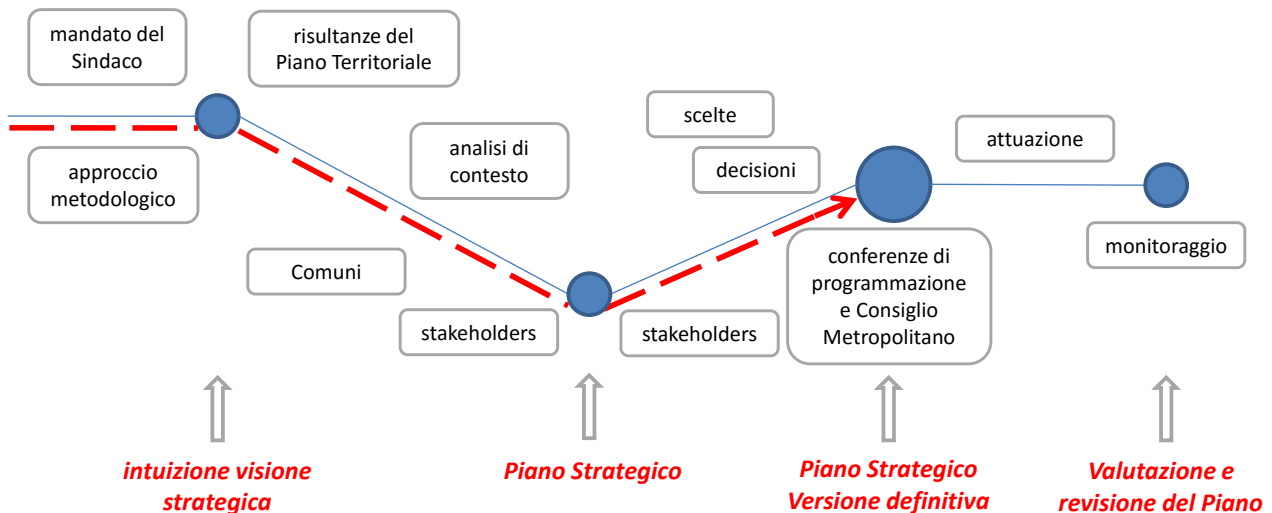 mandato del
Sindaco
risultanze del
Piano Territoriale
approccio
metodologico
analisi di
contesto
Comuni
stakeholders
scelte
decisioni
stakeholders
conferenze di
programmazione
e Consiglio
Metropolitano
attuazione
monitoraggio
intuizione visione
strategica
Piano Strategico
Piano Strategico
Versione definitiva
Valutazione e
revisione del Piano